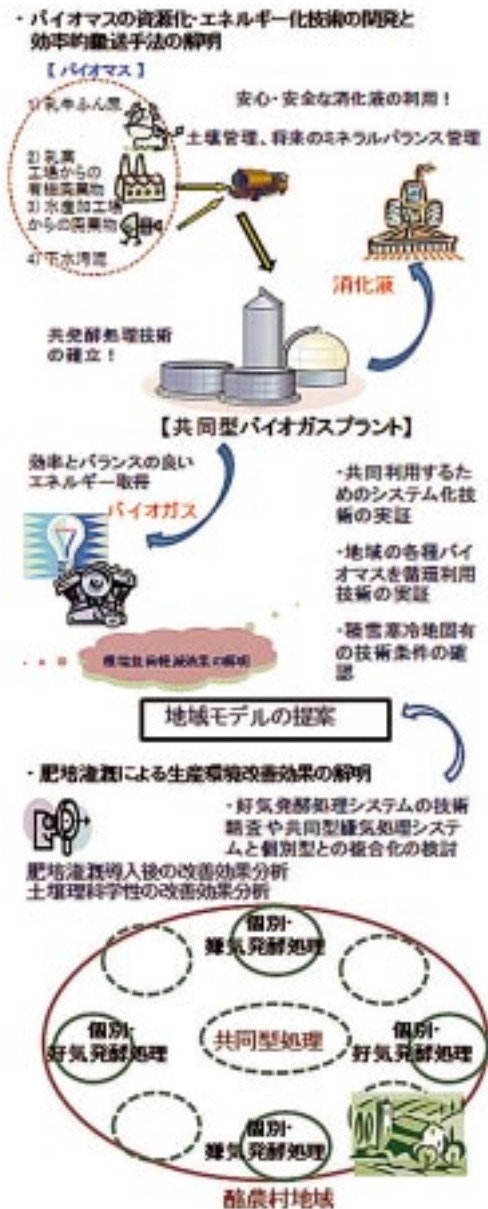 ・バイオマスの資源化・エネルギー化技術の開発と
効率的搬送手法の解明
【バイオマス】
1)乳牛ふん尿
2)乳業
工場からの
有機廃棄物
3)水産加工場
からの廃棄物
4)下水汚泥
安心・安全な消化液の利用！
土壌管理、将来のミネラルバランス管理
消化液
共発酵処理技術
の確立！
【共同型バイオガスプラント】
効率とバランスの良い
エネルギー取得
バイオガス
・共同利用するた
めのシステム化技
術の実証
・地域の各種バイ
オマスを循環利用
技術の実証
・積雪寒冷地固有
の技術条件の確
認
環境負荷軽減効果の解明
地域モデルの提案
・肥培潅漑による生産環境改善効果の解明
・好気発酵処理システムの技術
調査や共同型嫌気処理システ
ムと個別型との複合化の検討
肥培潅漑導入後の改善効果分析
土壌理科学性の改善効果分析
個別・
嫌気発酵処理
個別・
好気発酵処理
共同型処理
個別・
好気発酵処理
個別・
嫌気発酵処理
酪農村地域